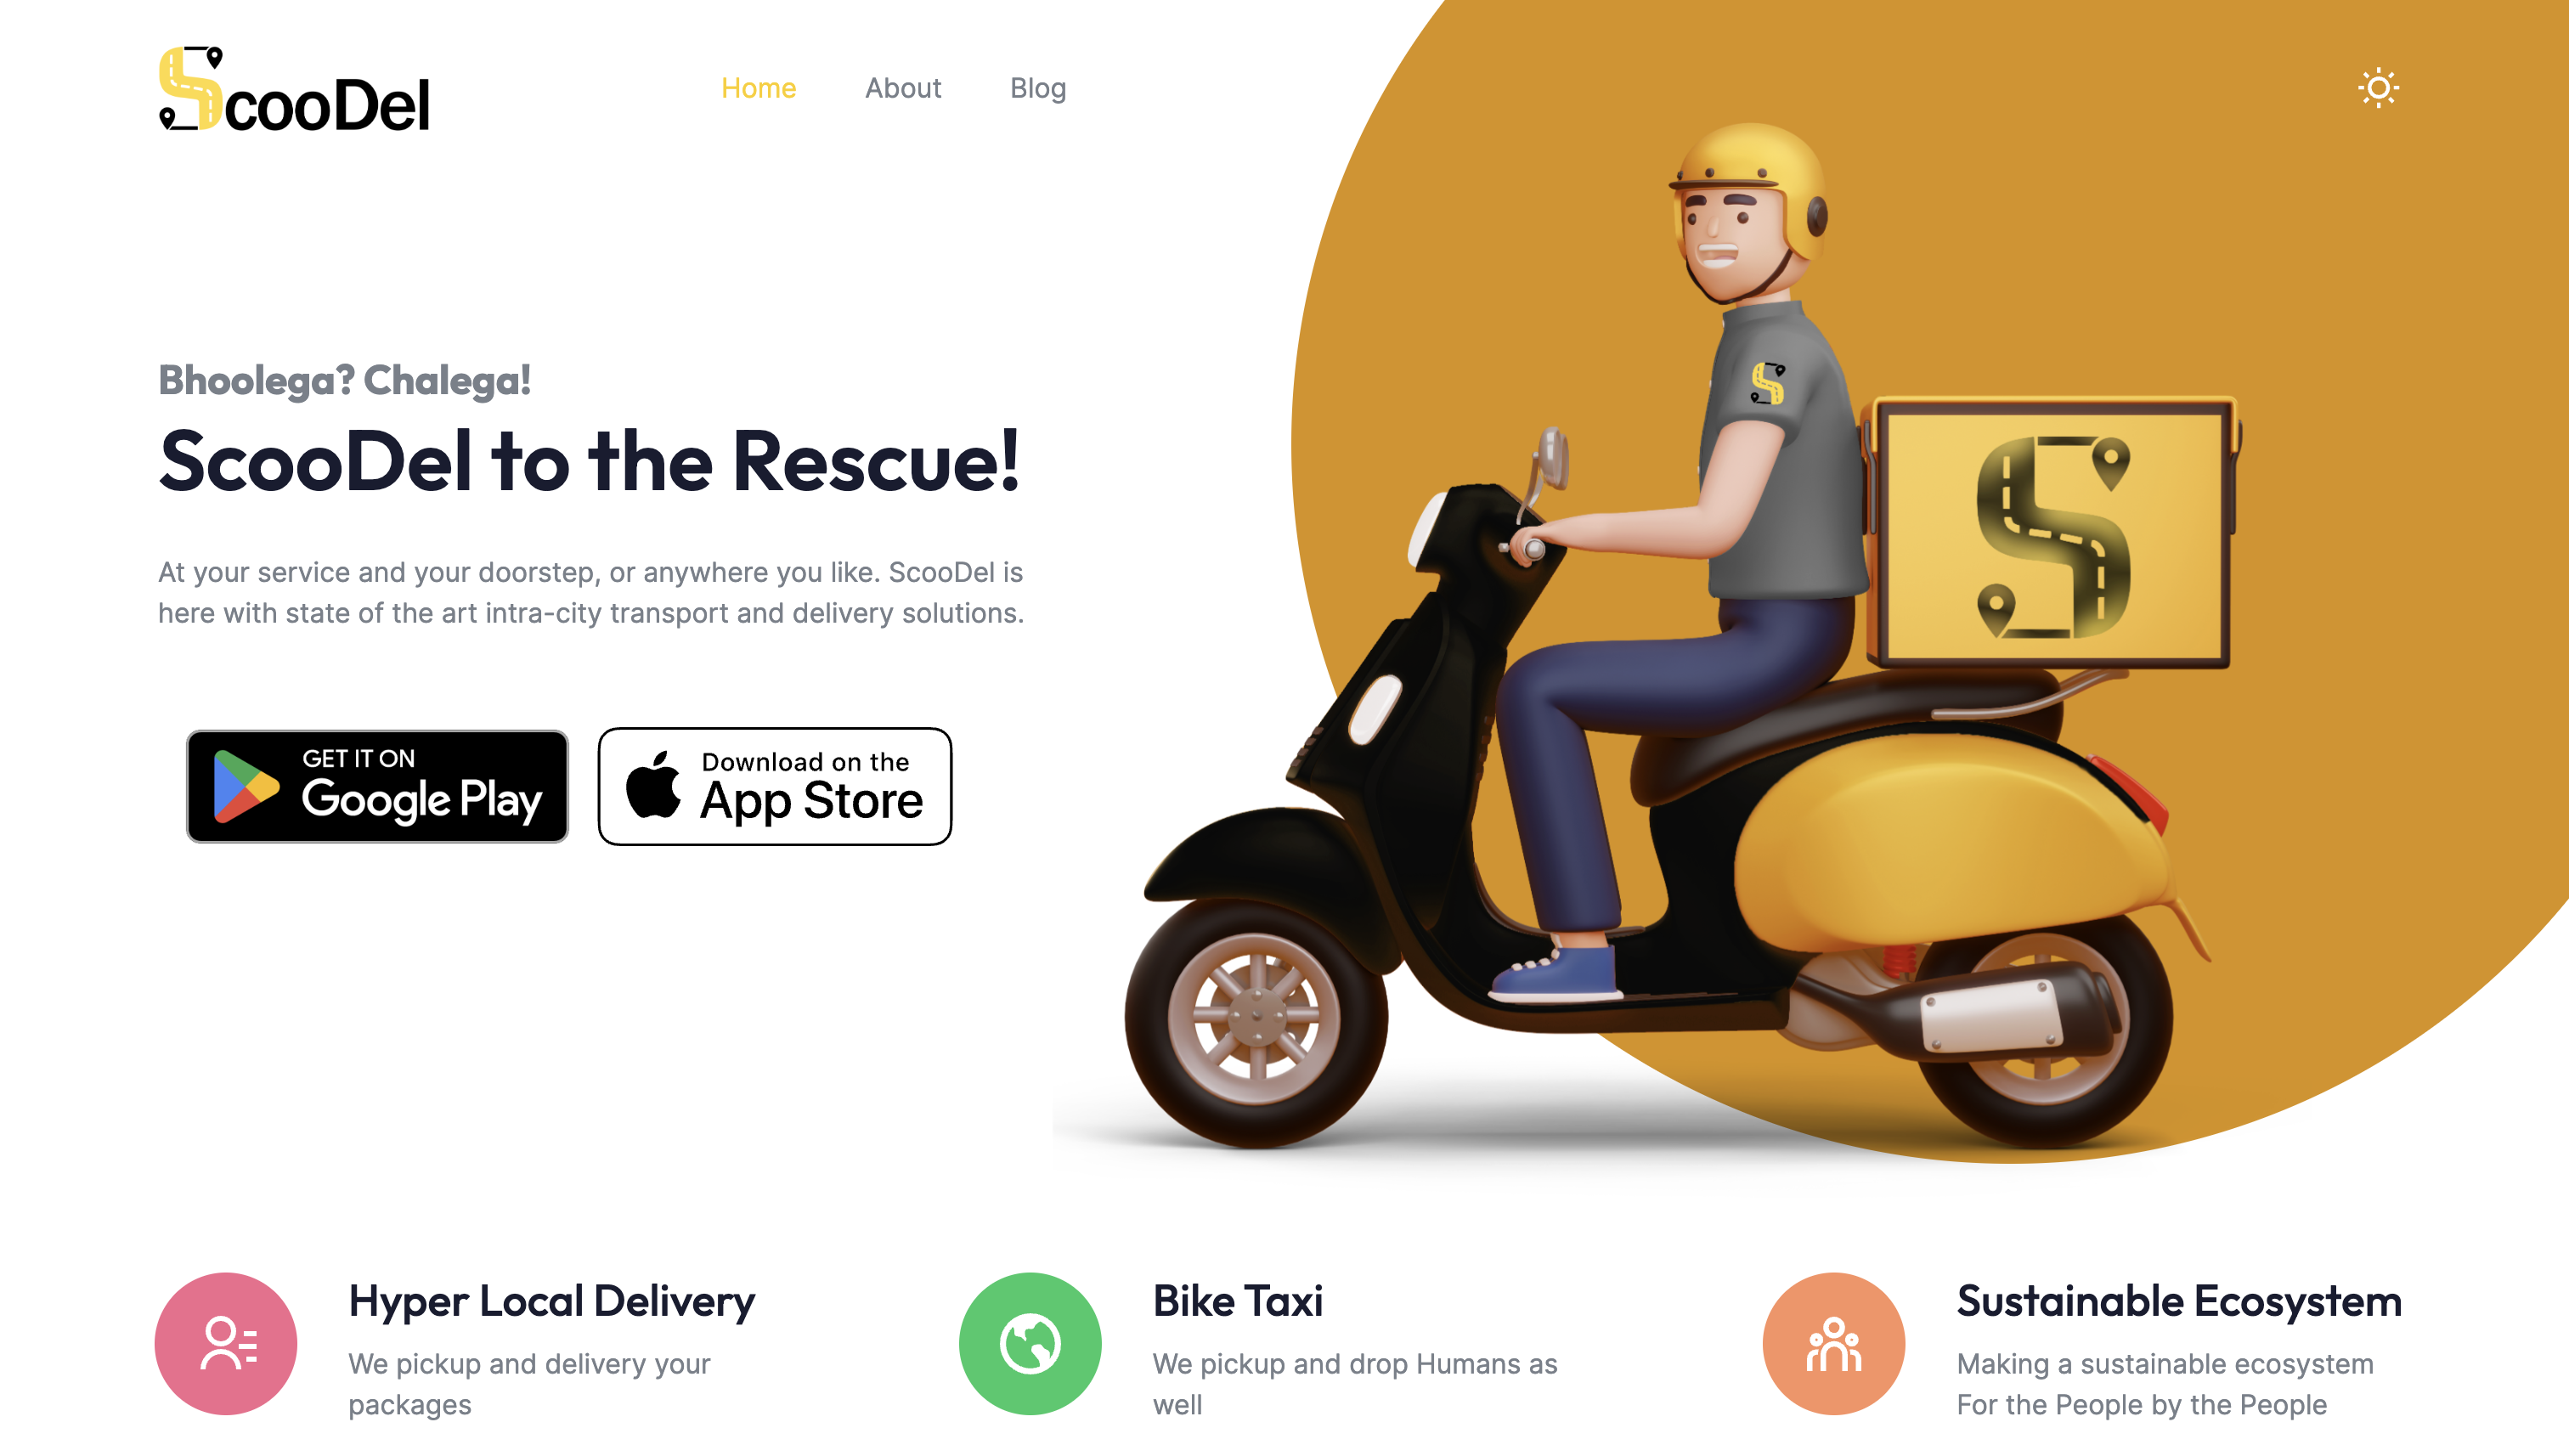 ScooDel
Home About Blog
Bhoolega? Chalega!
ScooDel to the Rescue!
At your service and your doorstep, or anywhere you like. ScooDel is
here with state of the art intra-city transport and delivery solutions.
GET IT ON
Google Play
Download on the
App Store
S
S
Hyper Local Delivery
We pickup and delivery your
packages
Bike Taxi
We pickup and drop Humans as
well
Sustainable Ecosystem
Making a sustainable ecosystem
For the People by the People